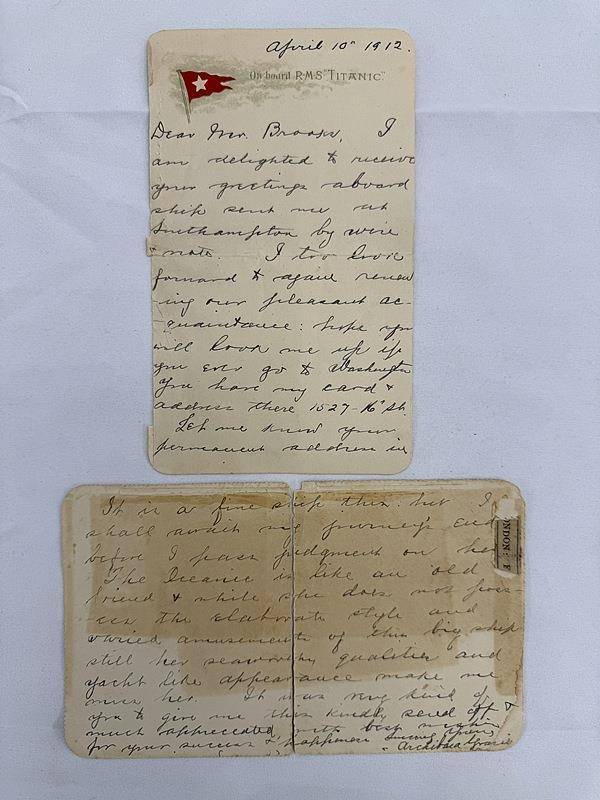 April 10th 1912.
On board R.M.S "TITANIC"
Dear Mr. Brooks, I
am delighted to receive
your greetings aboard
ship sent me at
Southampton by wire
& note. I too look
forward to again renew
-ing our pleasant ac-
quaintance: hope you
will look me up if
you ever go to Washington
You have my card &
address there 1527-16th St.
Let me know your
permanent address in
It is a fine ship this but I
shall await my journey's end
before I pass judgment on her
The Oceanic is like an old
friend & while she does not poss-
ess the elaborate style and
varied amusements of this big ship
still her seaworthy qualities and
yacht like appearance make me
miss her. It was very kind of
you to give me this kindly send off &
much appreciated, with best wishes
for your success & happiness
Archibald Gracie
ONDON : F